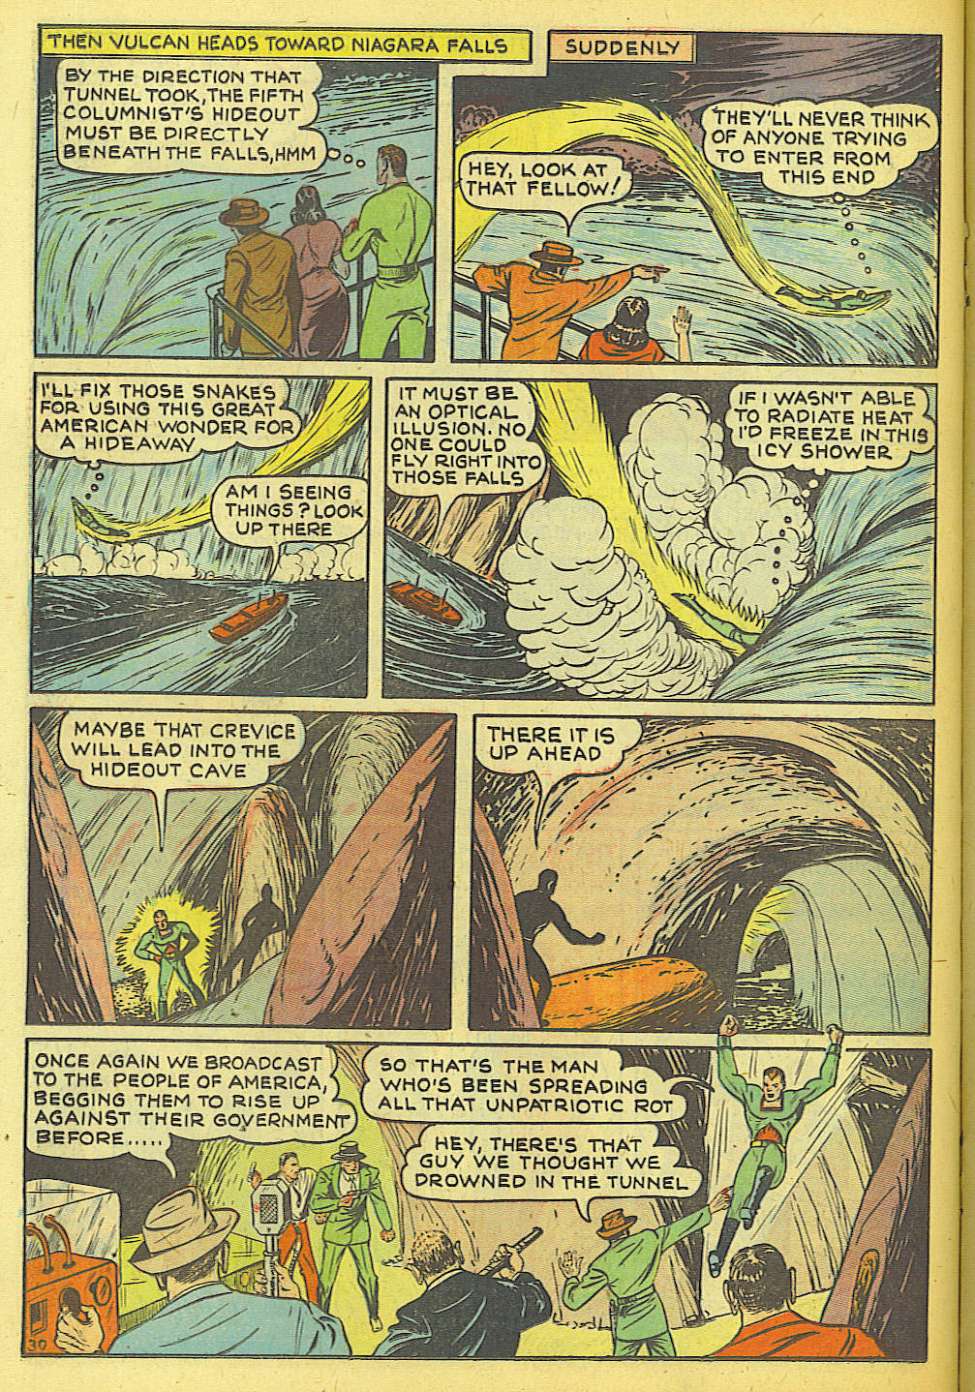 THEN VULCAN HEADS TOWARD NIAGARA FALLS
BY THE DIRECTION THAT
TUNNEL TOOK, THE FIFTH
COLUMNIST'S HIDEOUT
MUST BE DIRECTLY
BENEATH THE FALLS, HMM
SUDDENLY
HEY, LOOK AT
THAT FELLOW!
THEY'LL NEVER THINK
OF ANYONE TRYING
TO ENTER FROM
THIS END
I'LL FIX THOSE SNAKES
FOR USING THIS GREAT
AMERICAN WONDER FOR
A HIDEAWAY
AM I SEEING
THINGS? LOOK
UP THERE
IT MUST BE
AN OPTICAL
ILLUSION. NO
ONE COULD
FLY RIGHT INTO
THOSE FALLS
IF I WASN'T ABLE
TO RADIATE HEAT
I'D FREEZE IN THIS
ICY SHOWER
MAYBE THAT CREVICE
WILL LEAD INTO THE
HIDEOUT CAVE
THERE IT IS
UP AHEAD
ONCE AGAIN WE BROADCAST
TO THE PEOPLE OF AMERICA,
BEGGING THEM TO RISE UP
AGAINST THEIR GOVERNMENT
BEFORE.....
SO THAT'S THE MAN
WHO'S BEEN SPREADING
ALL THAT UNPATRIOTIC ROT
HEY, THERE'S THAT
GUY WE THOUGHT WE
DROWNED IN THE TUNNEL
30